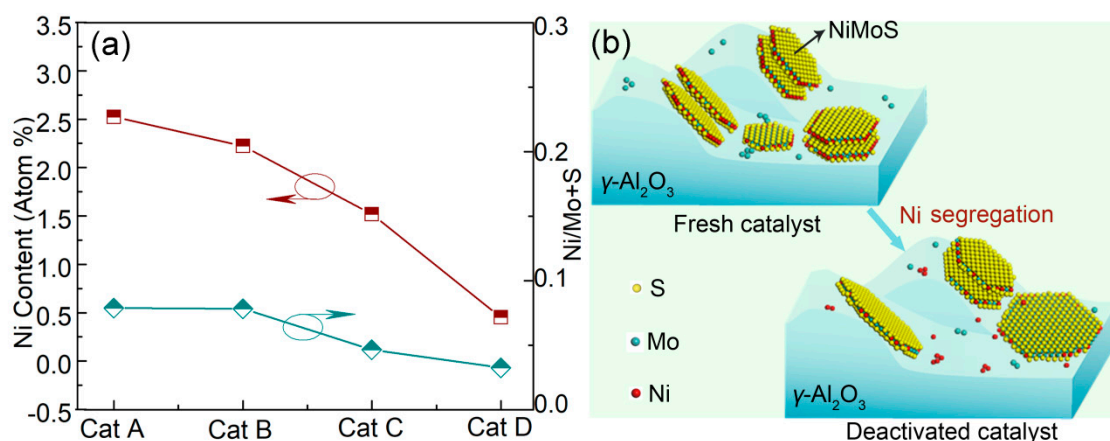 (a)
Ni Content (Atom %)
3.5
3.0
2.5
2.0
1.5
1.0
0.5
0.0
-0.5
Cat A Cat B Cat C Cat D
0.3
0.2
0.1
0.0
Ni/Mo+S
(b)
NiMoS
γ-Al₂O₃
Fresh catalyst
Ni segregation
S
Mo
Ni
γ-Al₂O₃
Deactivated catalyst